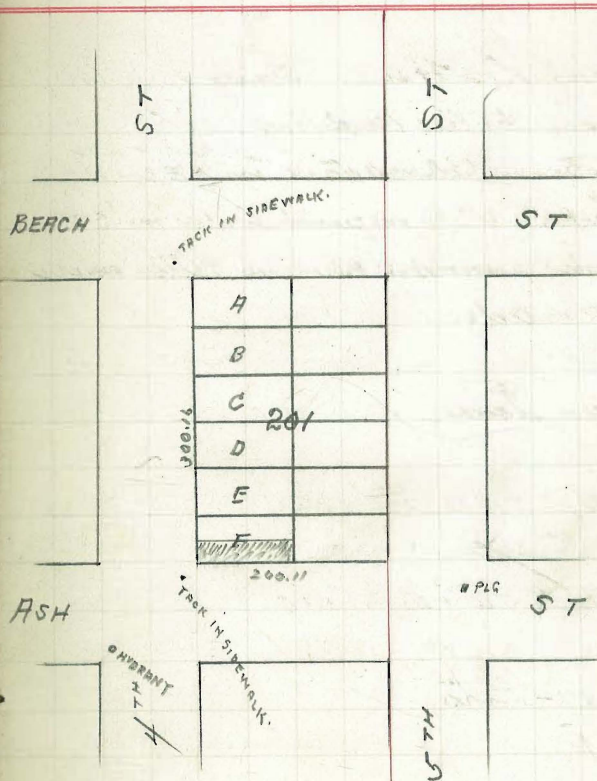 ST
ST
BEACH
TACK IN SIDEWALK.
ST
A
B
C
201
D
300.16
E
F
200.11
ASH
TACK IN SIDEWALK.
PLG
ST
HYDRANT
4TH
5TH